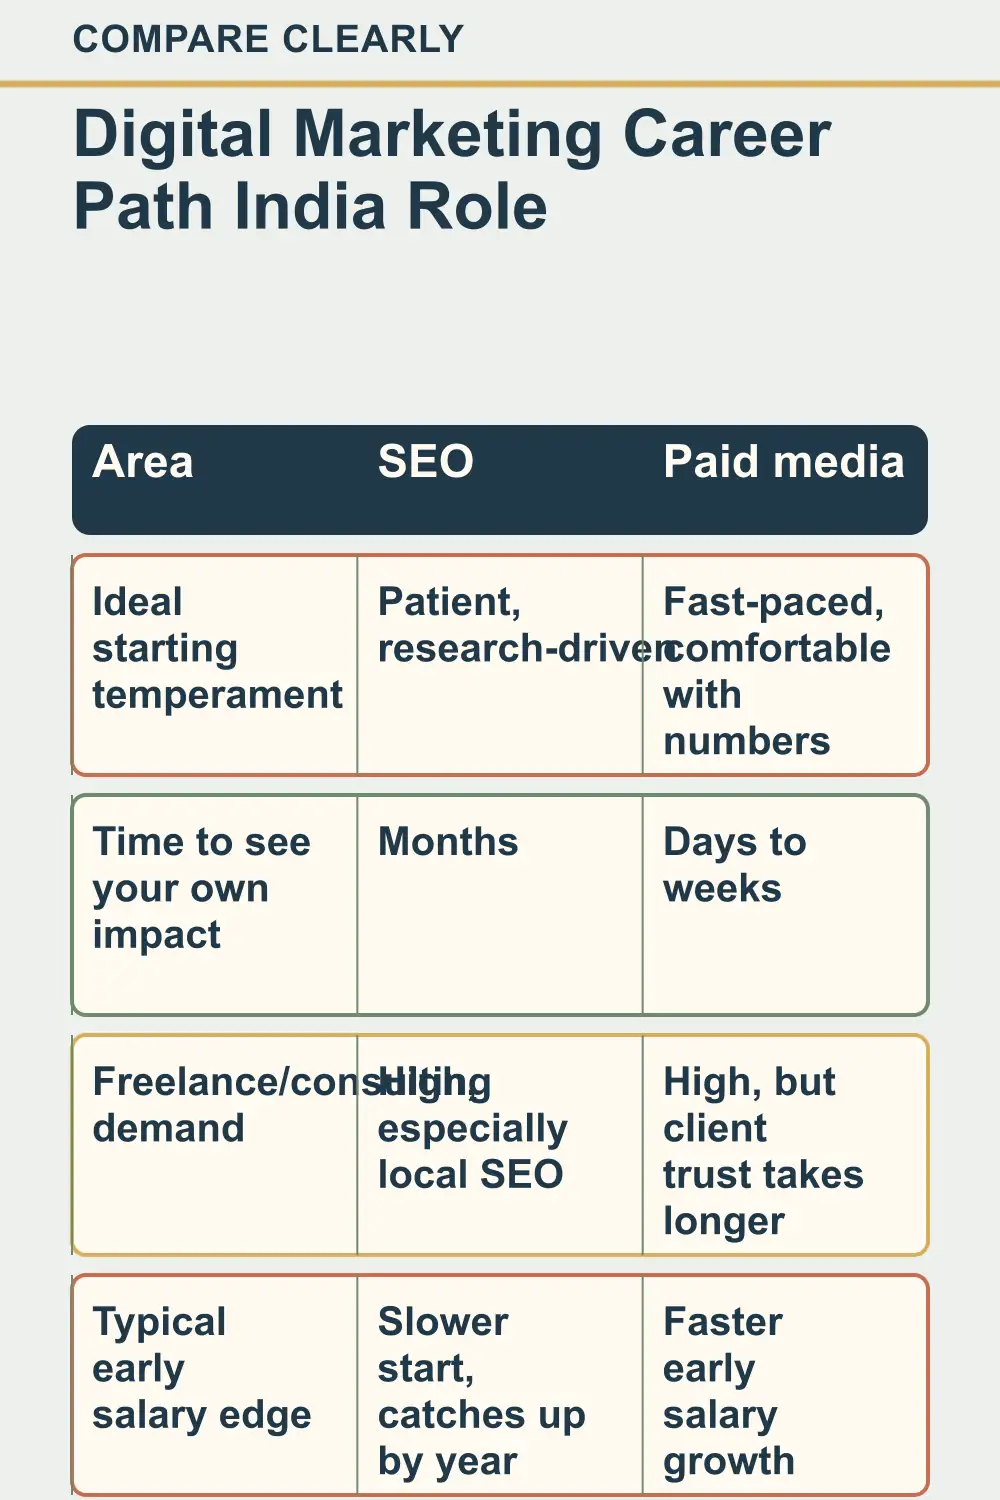 COMPARE CLEARLY
Digital Marketing Career
Path India Role
Area
SEO
Paid media
Ideal
starting
temperament
Patient,
research-driven
Fast-paced,
comfortable
with
numbers
Time to see
your own
impact
Months
Days to
weeks
Freelance/consulting
demand
High,
especially
local SEO
High, but
client
trust takes
longer
Typical
early
salary edge
Slower
start,
catches up
by year
Faster
early
salary
growth